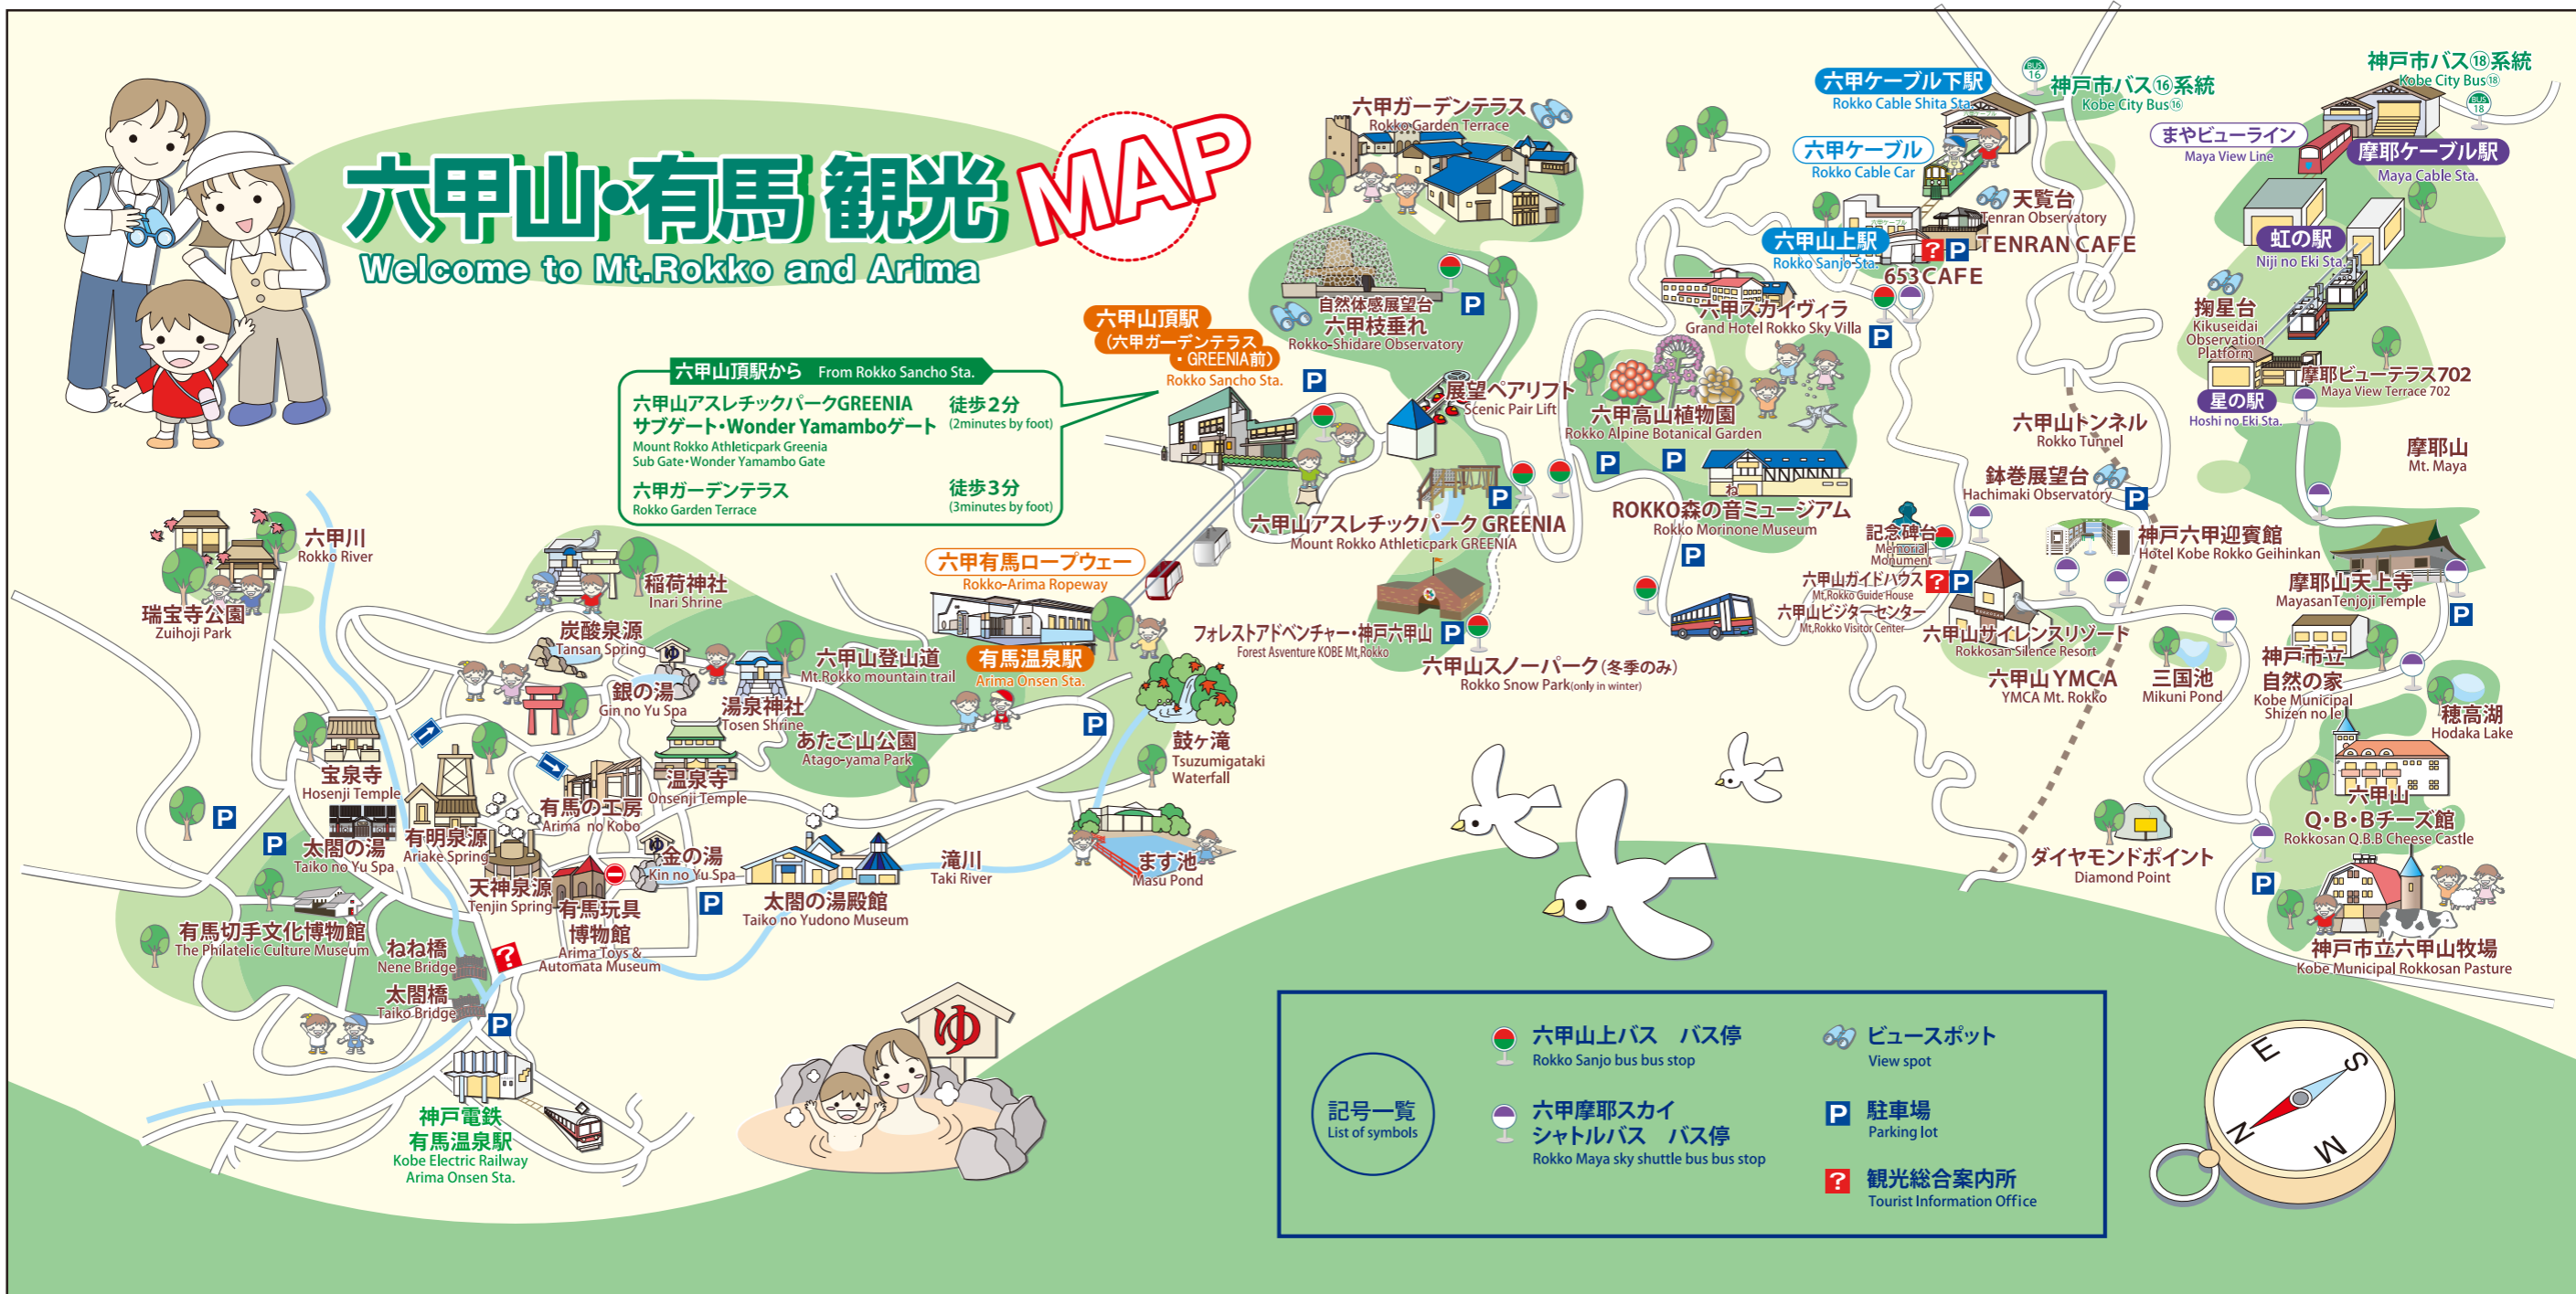 六甲山・有馬 観光 MAP
Welcome to Mt.Rokko and Arima
六甲山頂駅から From Rokko Sancho Sta.
六甲山アスレチックパークGREENIA
サブゲート・Wonder Yamamboゲート
徒歩2分
(2minutes by foot)
Mount Rokko Athleticpark Greenia
Sub Gate・Wonder Yamambo Gate
六甲ガーデンテラス
徒歩3分
Rokko Garden Terrace
(3minutes by foot)
六甲山頂駅
(六甲ガーデンテラス
・GREENIA前)
Rokko Sancho Sta.
六甲ガーデンテラス
Rokko Garden Terrace
自然体感展望台
六甲枝垂れ
Rokko-Shidare Observatory
展望ペアリフト
Scenic Pair Lift
六甲山アスレチックパーク GREENIA
Mount Rokko Athleticpark GREENIA
フォレストアドベンチャー・神戸六甲山
Forest Asventure KOBE Mt,Rokko
六甲山スノーパーク(冬季のみ)
Rokko Snow Park(only in winter)
六甲ケーブル下駅
Rokko Cable Shita Sta.
BUS
16
神戸市バス⑯系統
Kobe City Bus⑯
六甲ケーブル
Rokko Cable Car
天覧台
Tenran Observatory
六甲ケーブル
TENRAN CAFE
六甲山上駅
Rokko Sanjo Sta.
653CAFE
六甲スカイヴィラ
Grand Hotel Rokko Sky Villa
六甲高山植物園
Rokko Alpine Botanical Garden
ROKKO森の音ミュージアム
Rokko Morinone Museum
記念碑台
Memorial
Monument
六甲山ガイドハウス
Mt,Rokko Guide House
六甲山ビジターセンター
Mt,Rokko Visitor Center
六甲山トンネル
Rokko Tunnel
鉢巻展望台
Hachimaki Observatory
神戸六甲迎賓館
Hotel Kobe Rokko Geihinkan
六甲山サイレンスリゾート
Rokkosan Silence Resort
六甲山 YMCA
YMCA Mt. Rokko
三国池
Mikuni Pond
ダイヤモンドポイント
Diamond Point
神戸市バス⑱系統
Kobe City Bus⑱
BUS
18
まやビューライン
Maya View Line
摩耶ケーブル駅
Maya Cable Sta.
虹の駅
Niji no Eki Sta.
掬星台
Kikuseidai
Observation
Platform
摩耶ビューテラス702
Maya View Terrace 702
星の駅
Hoshi no Eki Sta.
摩耶山
Mt. Maya
摩耶山天上寺
MayasanTenjoji Temple
神戸市立
自然の家
Kobe Municipal
Shizen no Ie
穂高湖
Hodaka Lake
六甲山
Q・B・Bチーズ館
Rokkosan Q.B.B Cheese Castle
神戸市立六甲山牧場
Kobe Municipal Rokkosan Pasture
六甲川
Rokko River
瑞宝寺公園
Zuihoji Park
稲荷神社
Inari Shrine
炭酸泉源
Tansan Spring
銀の湯
Gin no Yu Spa
ゆ
湯泉神社
Tosen Shrine
六甲山登山道
Mt.Rokko mountain trail
六甲有馬ロープウェー
Rokko-Arima Ropeway
有馬温泉駅
Arima Onsen Sta.
あたご山公園
Atago-yama Park
鼓ヶ滝
Tsuzumigataki
Waterfall
宝泉寺
Hosenji Temple
太閤の湯
Taiko no Yu Spa
有明泉源
Ariake Spring
有馬の工房
Arima no Kobo
温泉寺
Onsenji Temple
天神泉源
Tenjin Spring
有馬玩具
博物館
Arima Toys &
Automata Museum
ゆ
金の湯
Kin no Yu Spa
太閤の湯殿館
Taiko no Yudono Museum
滝川
Taki River
ます池
Masu Pond
有馬切手文化博物館
The Philatelic Culture Museum
ねね橋
Nene Bridge
太閤橋
Taiko Bridge
神戸電鉄
有馬温泉駅
Kobe Electric Railway
Arima Onsen Sta.
ゆ
記号一覧
List of symbols
六甲山上バス バス停
Rokko Sanjo bus bus stop
六甲摩耶スカイ
シャトルバス バス停
Rokko Maya sky shuttle bus bus stop
ビュースポット
View spot
P 駐車場
Parking lot
? 観光総合案内所
Tourist Information Office
E
S
N
W